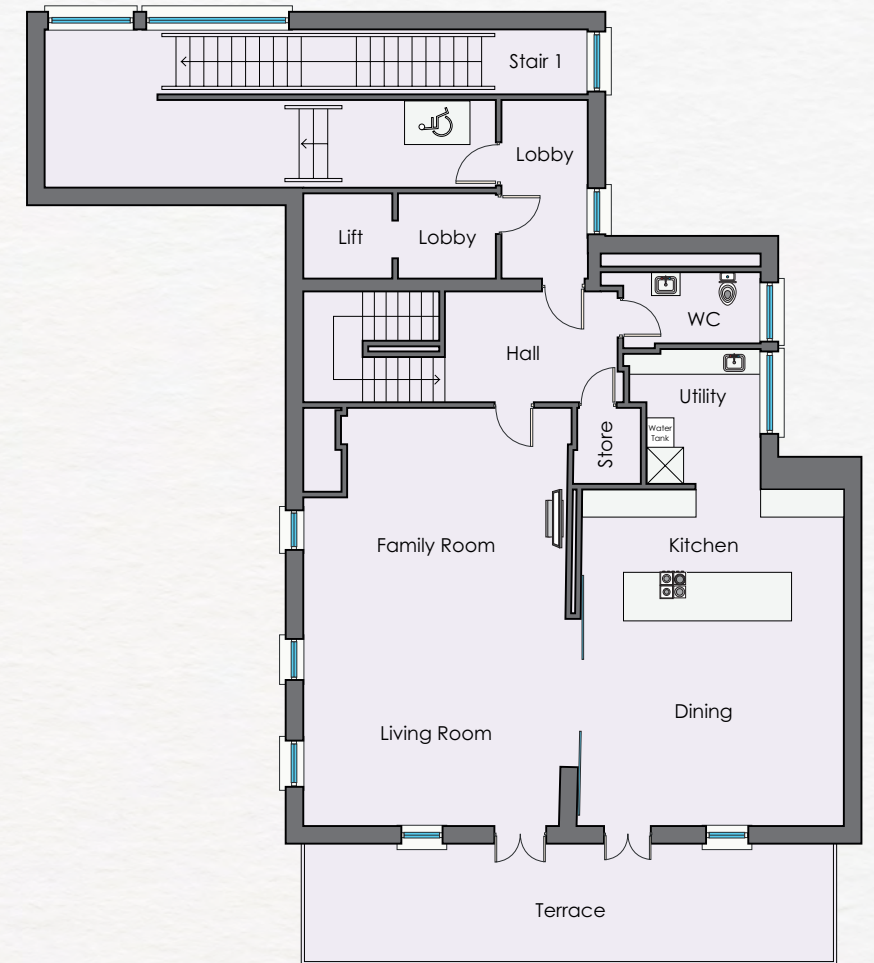 Stair 1
Lobby
Lift
Lobby
WC
Hall
Utility
Water
Tank
Store
Family Room
Kitchen
Dining
Living Room
Terrace